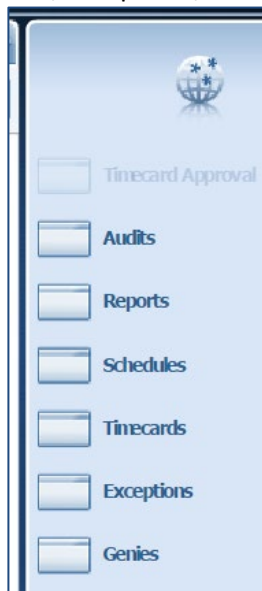 Timecard Approval
Audits
Reports
Schedules
Timecards
Exceptions
Genies